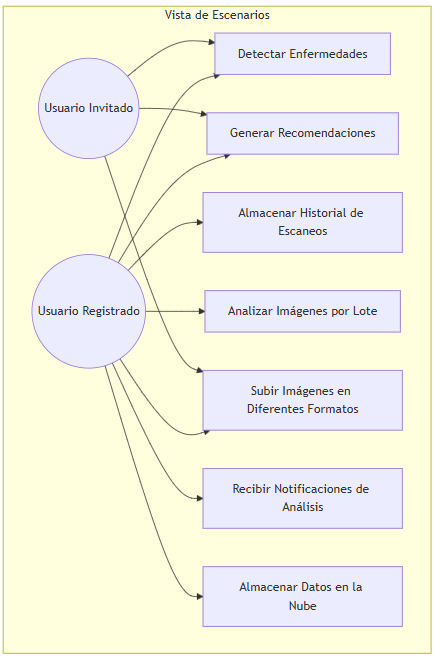 Vista de Escenarios
Detectar Enfermedades
Usuario Invitado
Generar Recomendaciones
Almacenar Historial de
Escaneos
Usuario Registrado
Analizar Imágenes por Lote
Subir Imágenes en
Diferentes Formatos
Recibir Notificaciones de
Análisis
Almacenar Datos en la
Nube